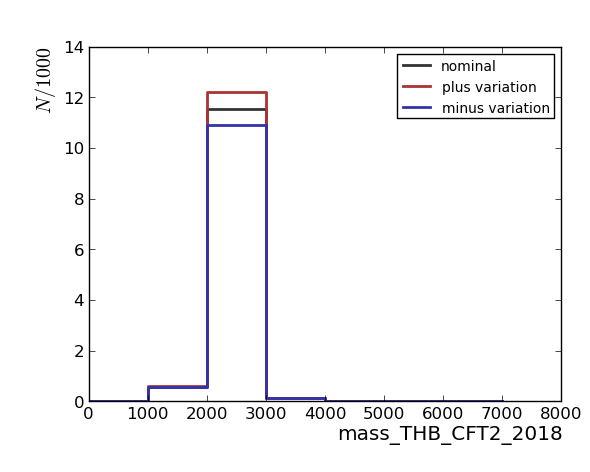 N/1000
14
12
10
8
6
4
2
0
nominal
plus variation
minus variation
0 1000 2000 3000 4000 5000 6000 7000 8000
mass_THB_CFT2_2018